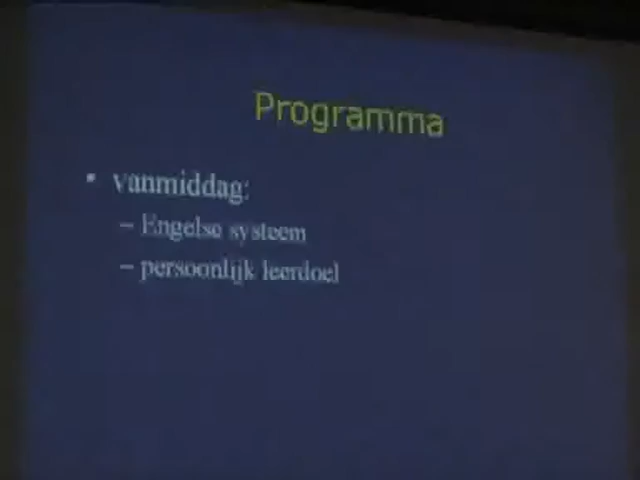 Programma
• vanmiddag:
– Engelse systeem
– persoonlijk leerdoel